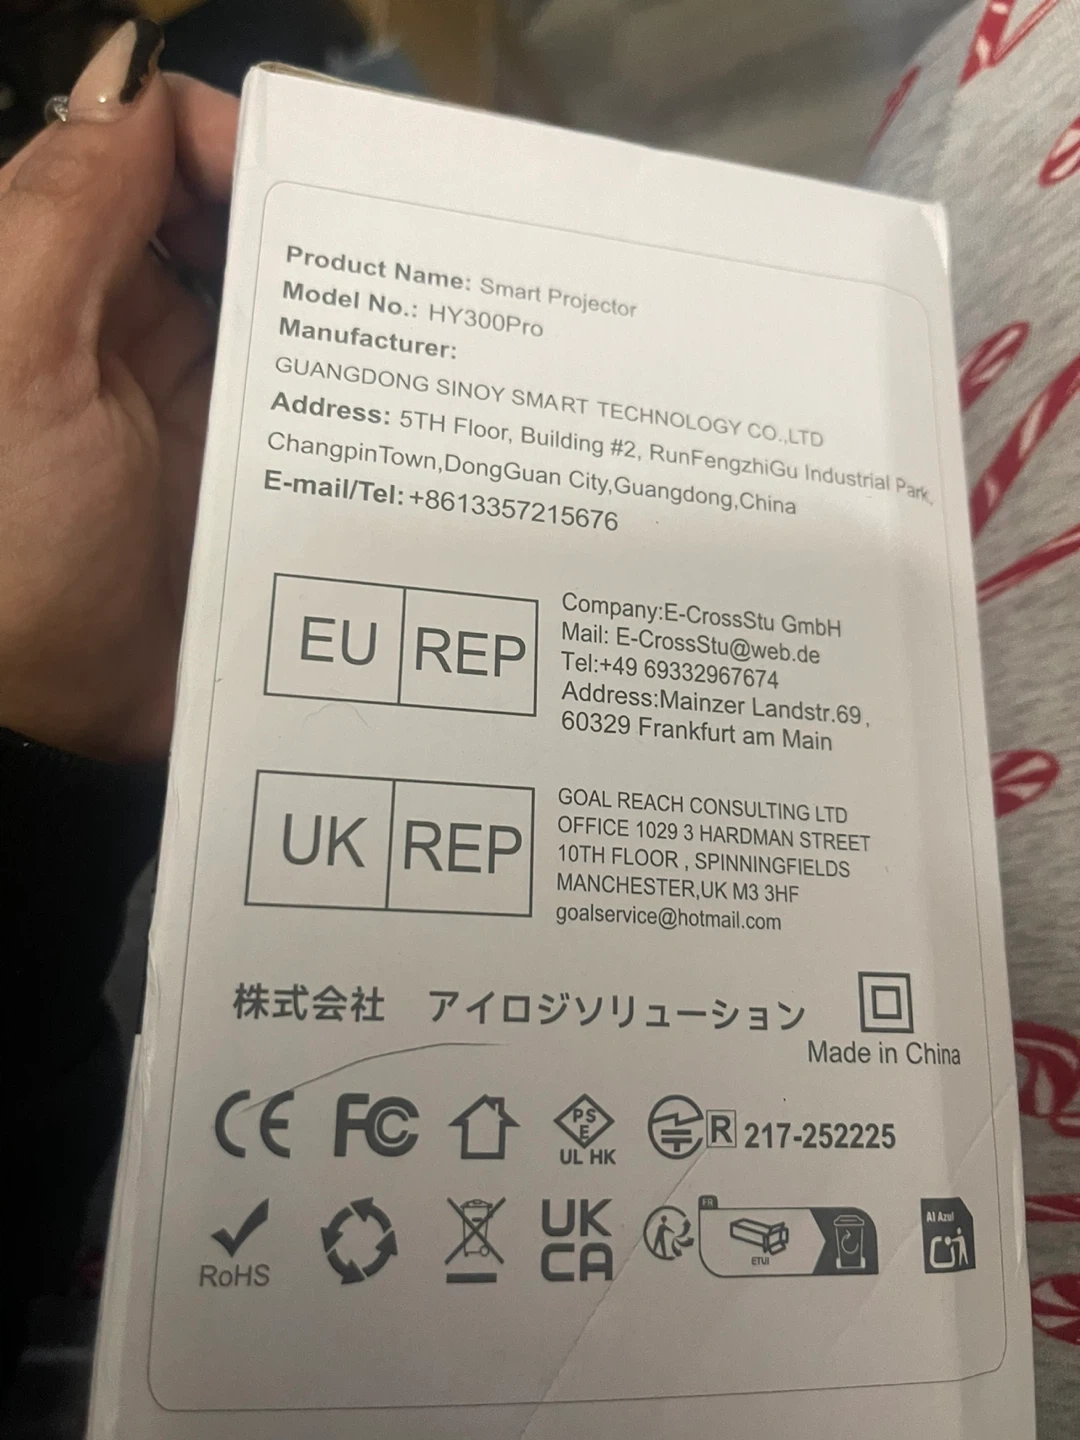 Product Name: Smart Projector
Model No.: HY300Pro
Manufacturer:
GUANGDONG SINOY SMART TECHNOLOGY CO.,LTD
Address: 5TH Floor, Building #2, RunFengzhiGu Industrial Park,
ChangpinTown,DongGuan City,Guangdong,China
E-mail/Tel:+8613357215676
EU REP
Company:E-CrossStu GmbH
Mail: E-CrossStu@web.de
Tel:+49 69332967674
Address:Mainzer Landstr.69,
60329 Frankfurt am Main
UK REP
GOAL REACH CONSULTING LTD
OFFICE 1029 3 HARDMAN STREET
10TH FLOOR , SPINNINGFIELDS
MANCHESTER,UK M3 3HF
goalservice@hotmail.com
株式会社 アイロジソリューション
Made in China
CE FC
PS
E
UL HK
R 217-252225
RoHS
UK
CA
FR
ETUI
Al Azul